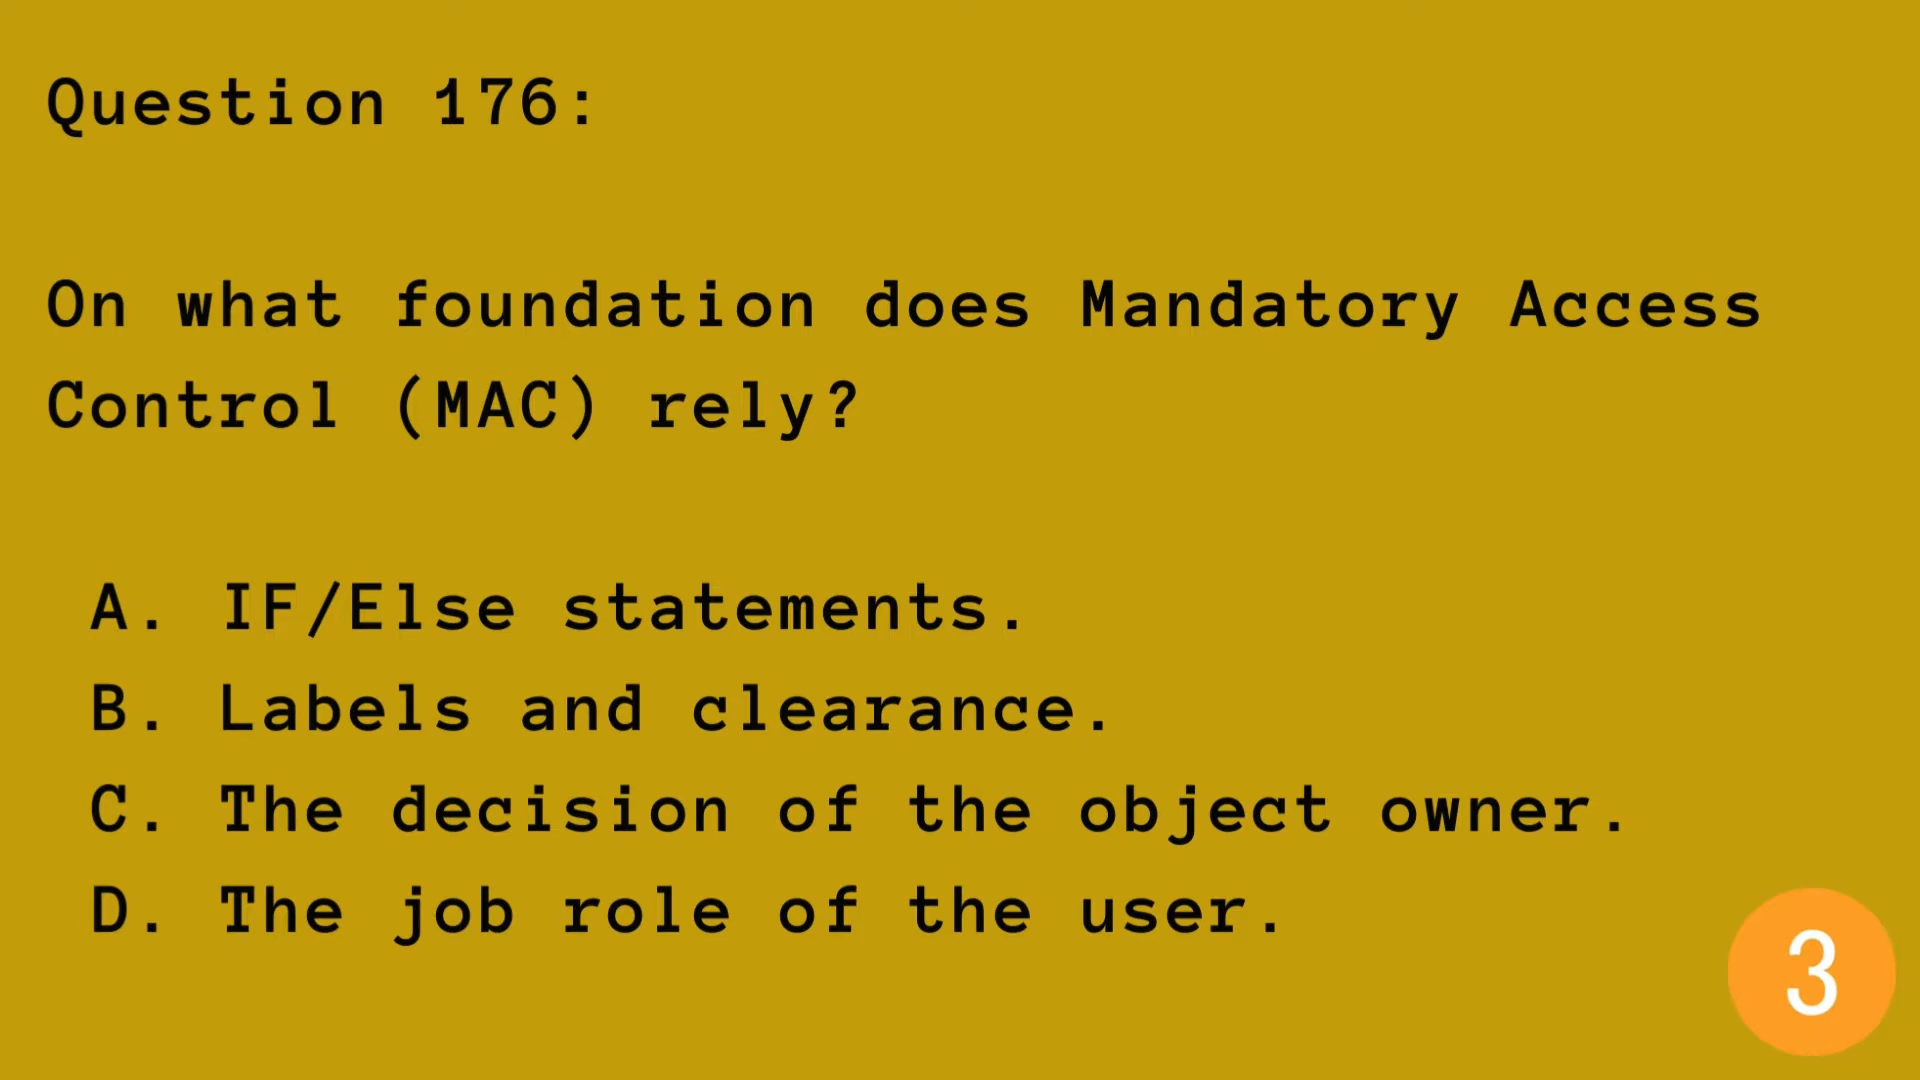 Question 176:
On what foundation does Mandatory Access
Control (MAC) rely?
A. IF/Else statements.
B. Labels and clearance.
C. The decision of the object owner.
D. The job role of the user.
3